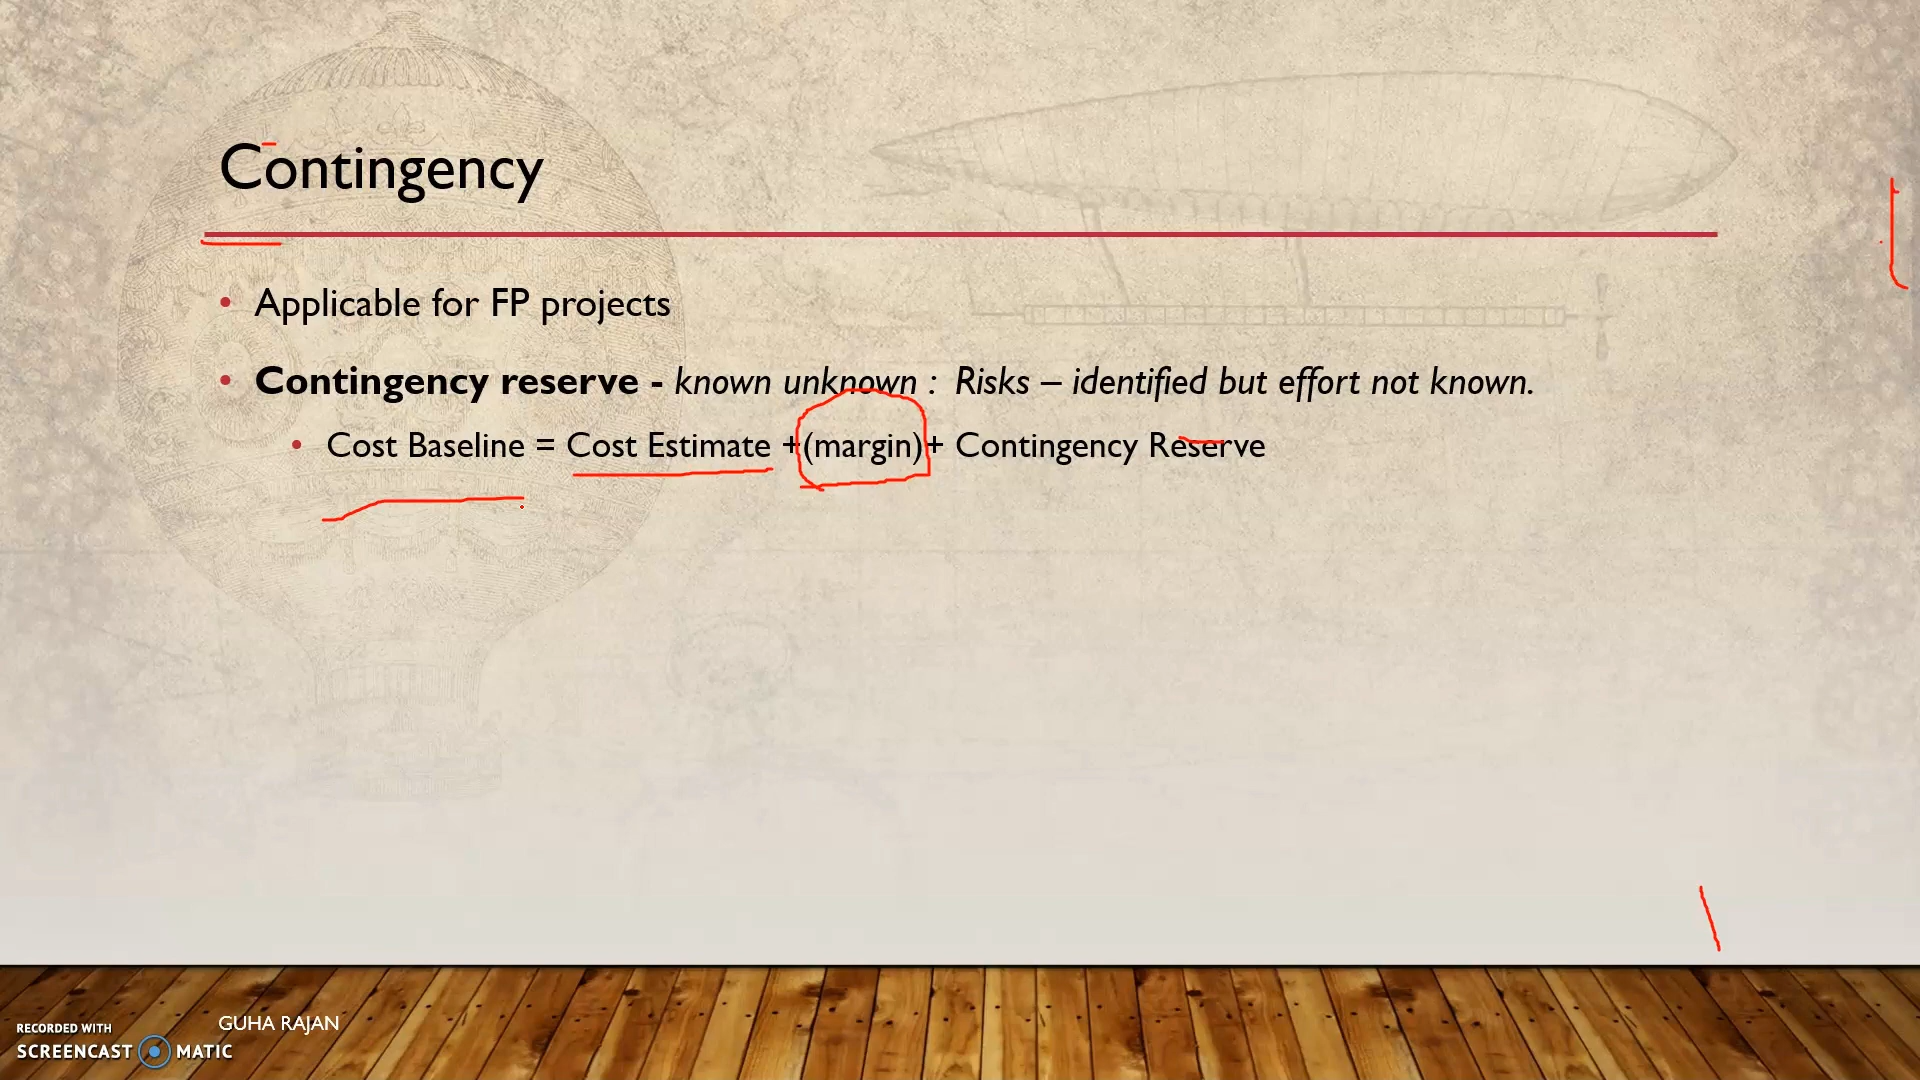 Contingency
• Applicable for FP projects
• Contingency reserve - known unknown : Risks – identified but effort not known.
• Cost Baseline = Cost Estimate +(margin)+ Contingency Reserve
GUHA RAJAN
RECORDED WITH
SCREENCAST MATIC